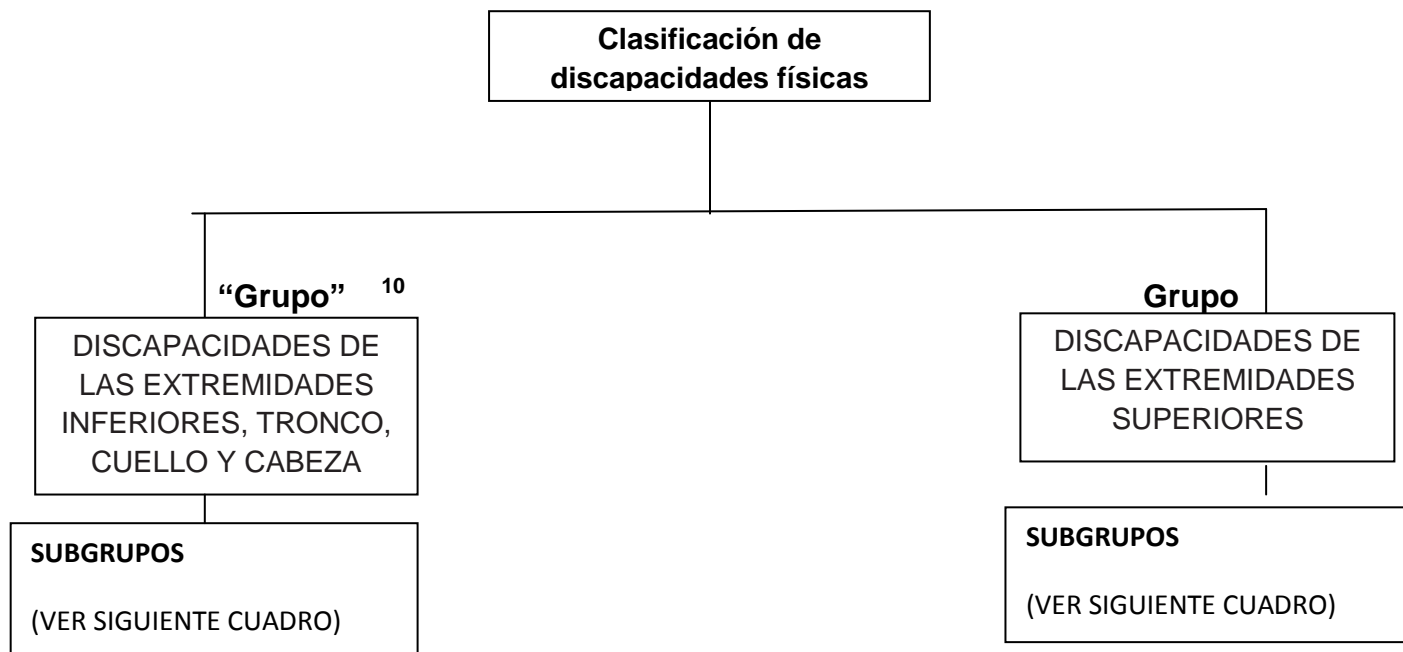 Clasificación de
discapacidades físicas
“Grupo” 10
DISCAPACIDADES DE
LAS EXTREMIDADES
INFERIORES, TRONCO,
CUELLO Y CABEZA
SUBGRUPOS
(VER SIGUIENTE CUADRO)
Grupo
DISCAPACIDADES DE
LAS EXTREMIDADES
SUPERIORES
SUBGRUPOS
(VER SIGUIENTE CUADRO)